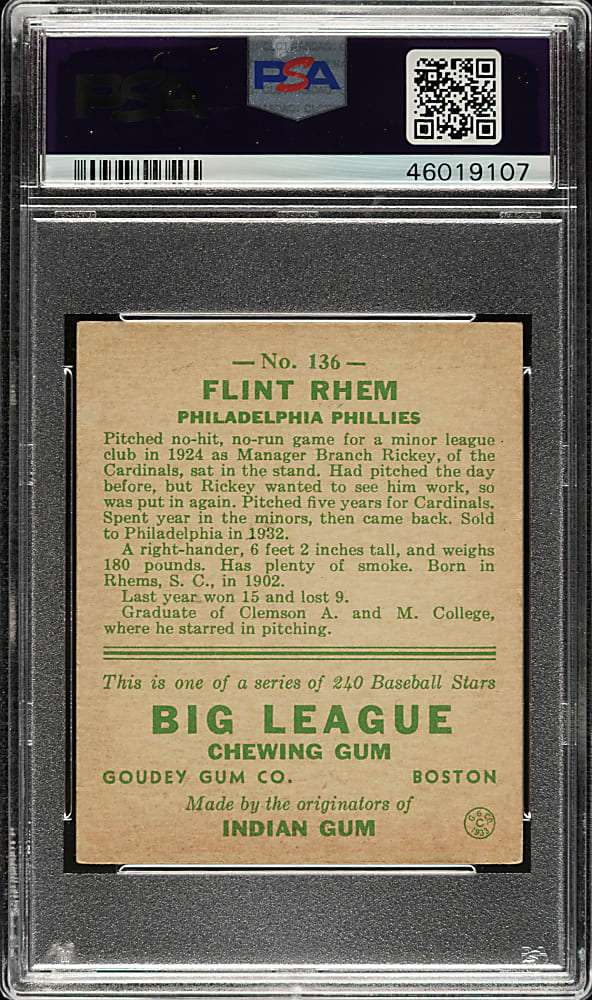 PSA
PSA
46019107
— No. 136 —
FLINT RHEM
PHILADELPHIA PHILLIES
Pitched no-hit, no-run game for a minor league
club in 1924 as Manager Branch Rickey, of the
Cardinals, sat in the stand. Had pitched the day
before, but Rickey wanted to see him work, so
was put in again. Pitched five years for Cardinals.
Spent year in the minors, then came back. Sold
to Philadelphia in 1932.
A right-hander, 6 feet 2 inches tall, and weighs
180 pounds. Has plenty of smoke. Born in
Rhems, S. C., in 1902.
Last year won 15 and lost 9.
Graduate of Clemson A. and M. College,
where he starred in pitching.
This is one of a series of 240 Baseball Stars
BIG LEAGUE
CHEWING GUM
GOUDEY GUM CO. BOSTON
Made by the originators of
INDIAN GUM
G. G. CO.
C
1933